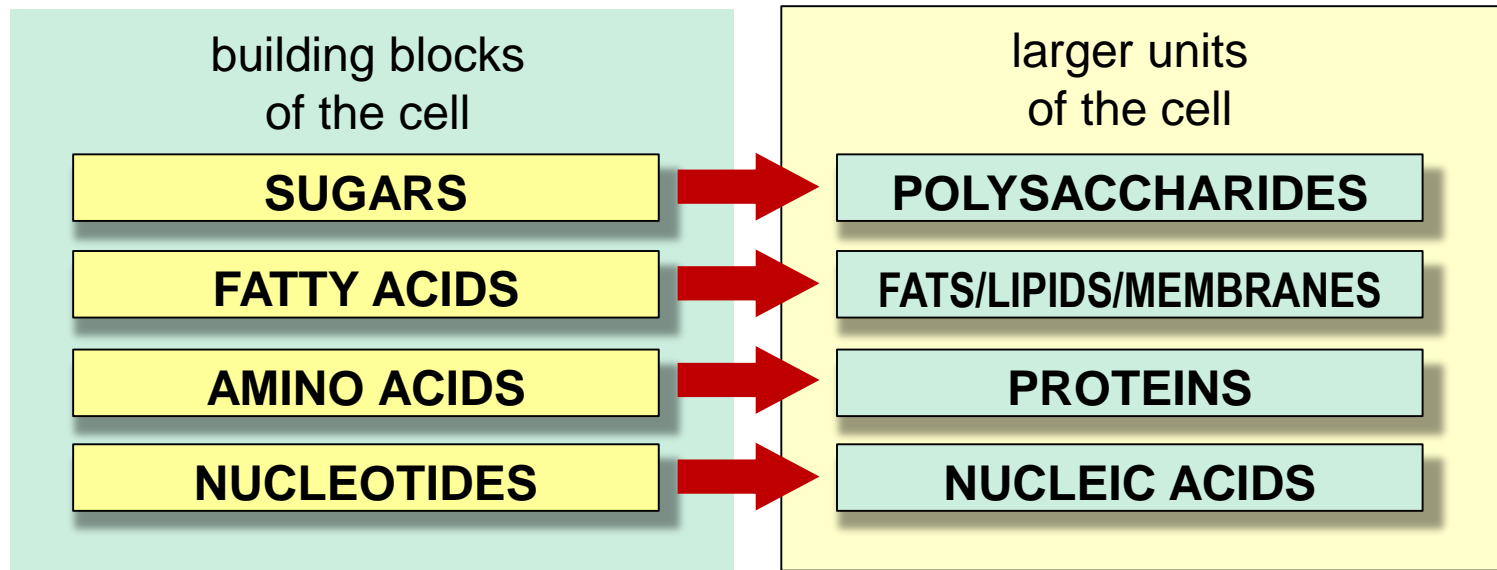 building blocks
of the cell
SUGARS
FATTY ACIDS
AMINO ACIDS
NUCLEOTIDES
larger units
of the cell
POLYSACCHARIDES
FATS/LIPIDS/MEMBRANES
PROTEINS
NUCLEIC ACIDS